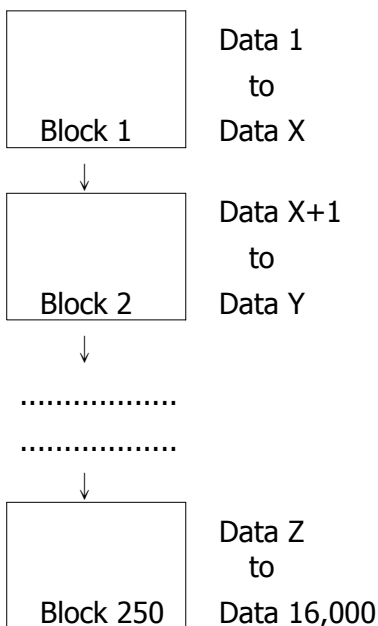 Data 1
to
Block 1 Data X
Data X+1
to
Block 2 Data Y
..................
..................
Data Z
to
Block 250 Data 16,000